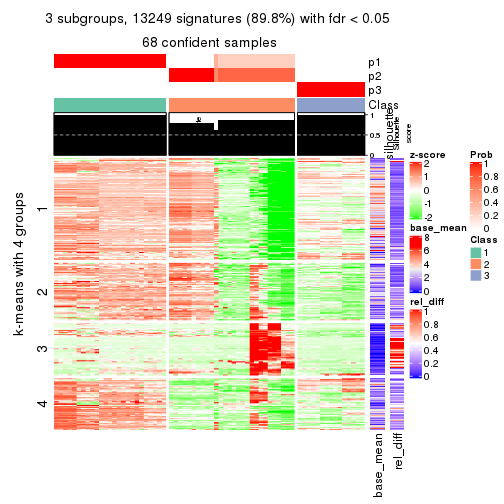 3 subgroups, 13249 signatures (89.8%) with fdr < 0.05
68 confident samples
p1
p2
p3
Class
1
0.5
0
silhouette
Silhouette
score
k-means with 4 groups
1
2
3
4
base_mean
rel_diff
z-score
2
1
0
-1
-2
base_mean
8
6
4
2
0
rel_diff
1
0.8
0.6
0.4
0.2
0
Prob
1
0.8
0.6
0.4
0.2
0
Class
1
2
3